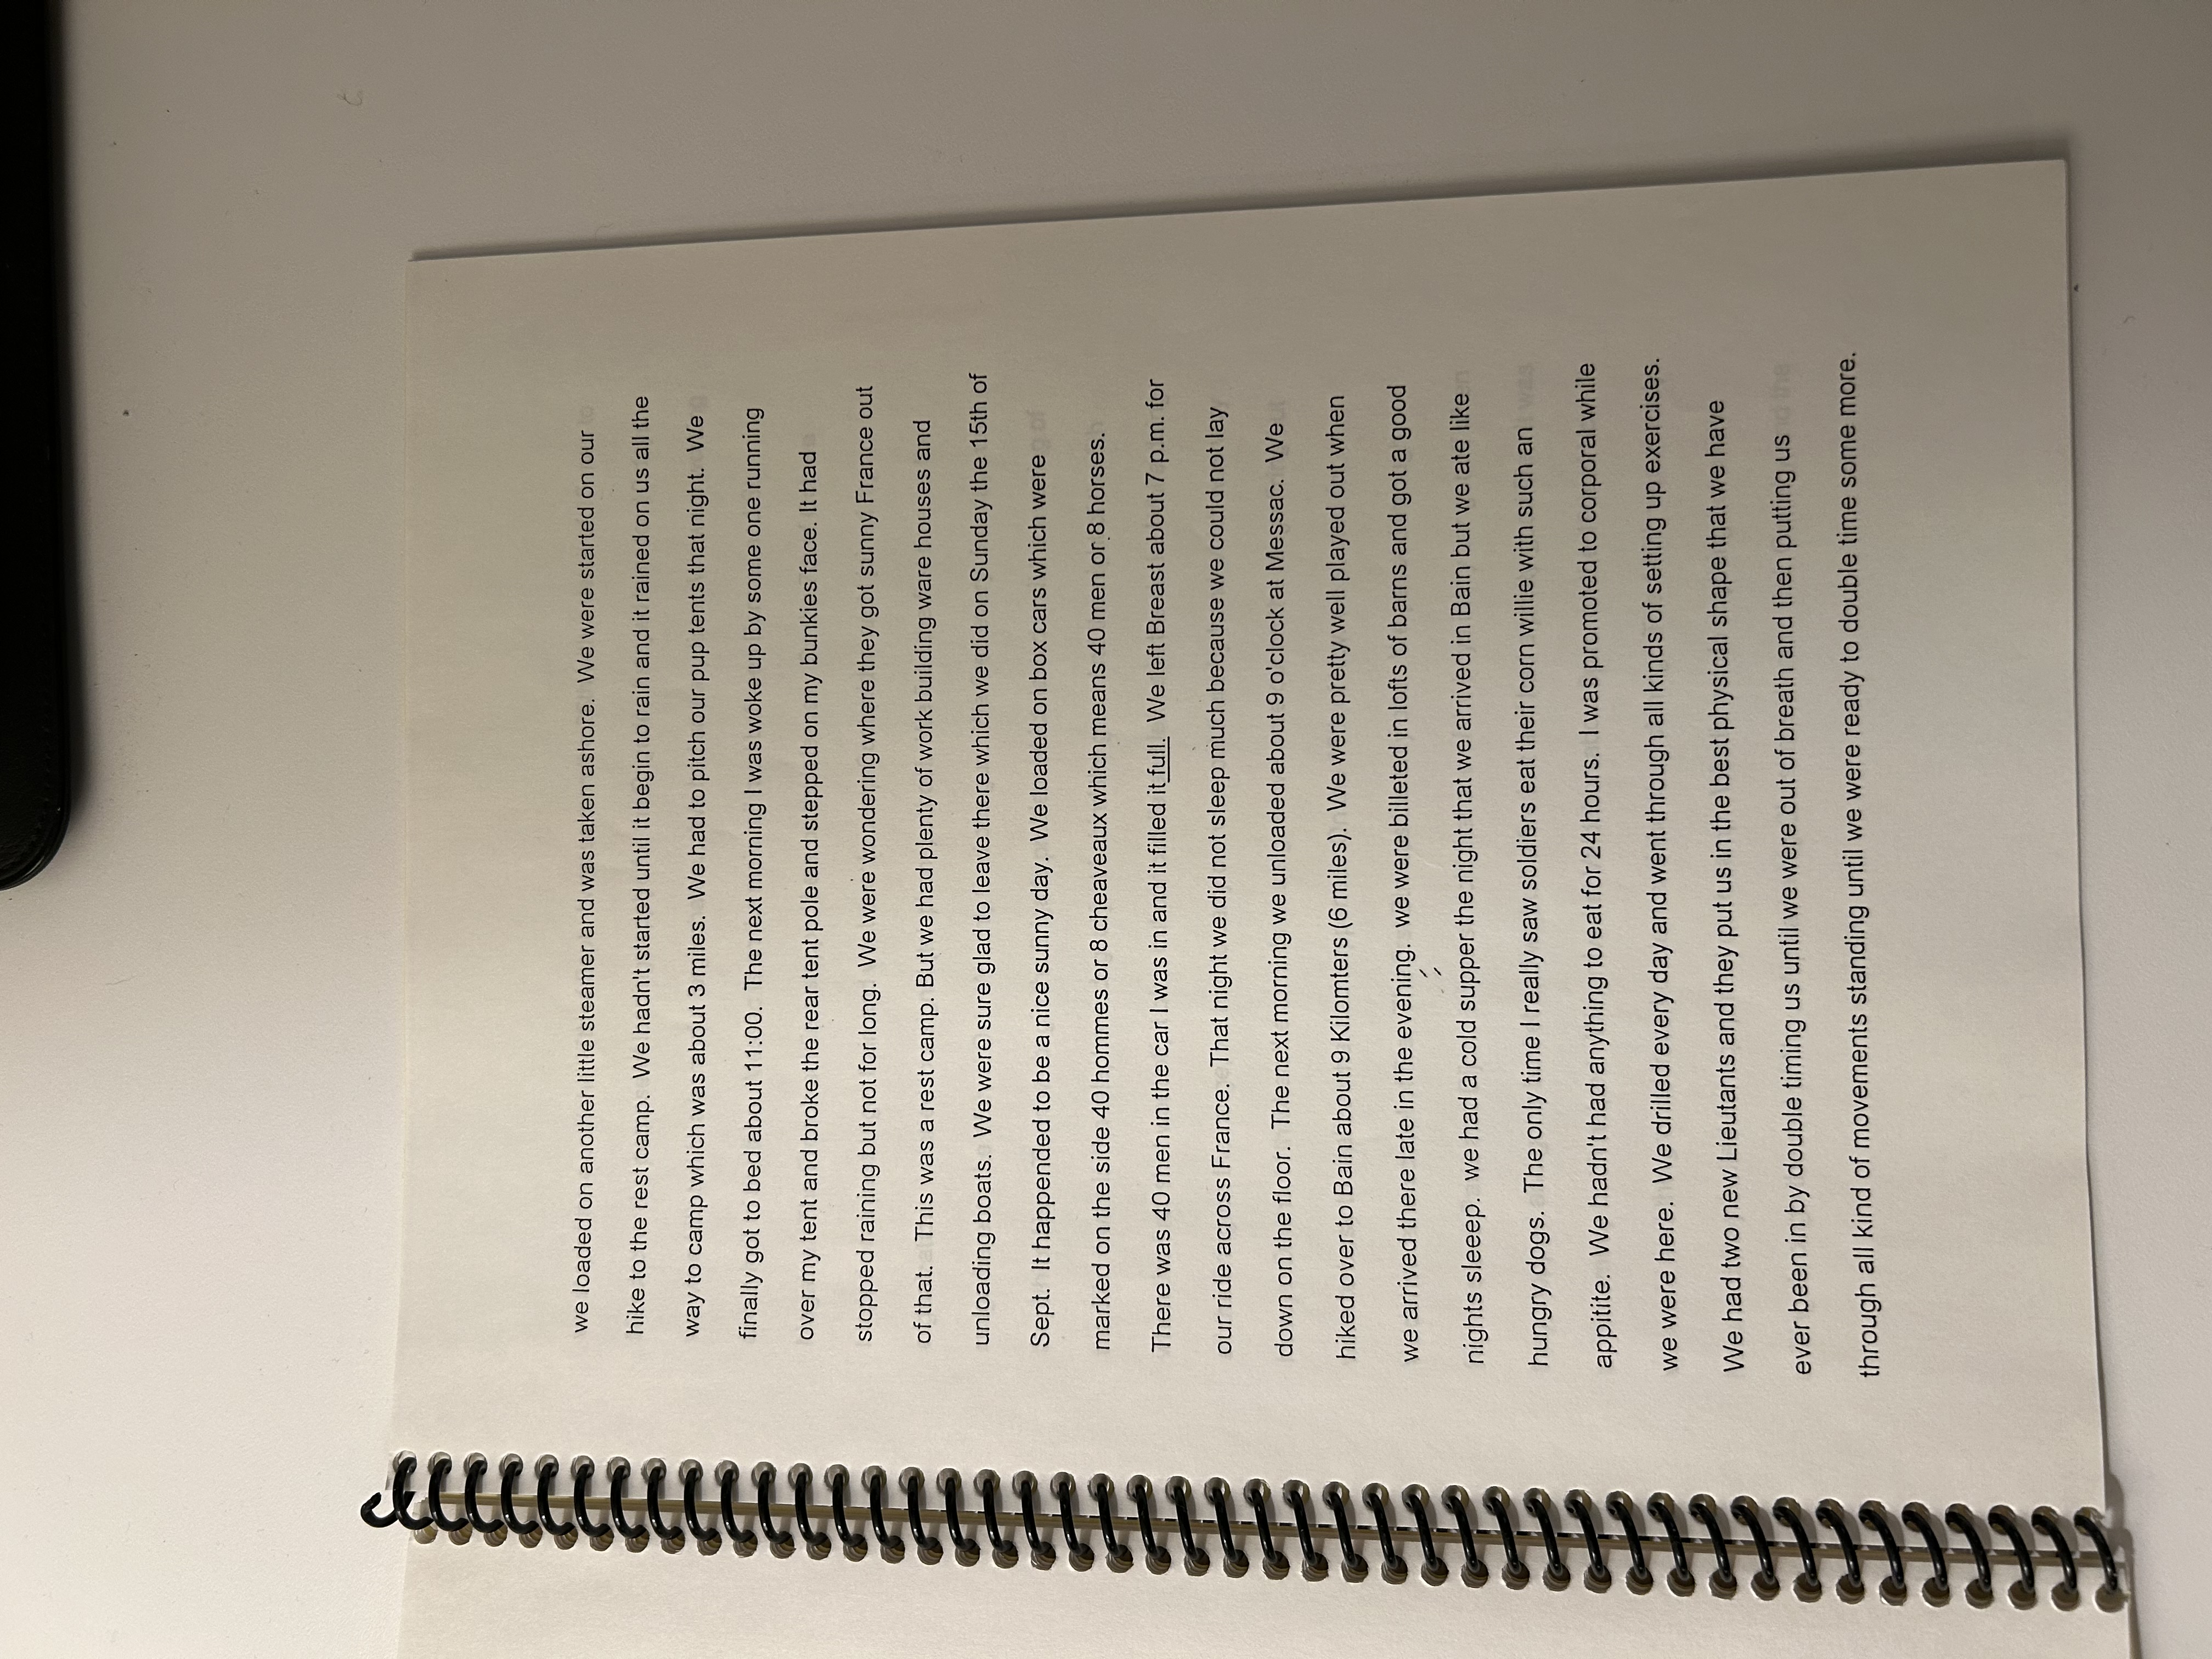 we loaded on another little steamer and was taken ashore.  We were started on our
hike to the rest camp.  We hadn't started until it begin to rain and it rained on us all the
way to camp which was about 3 miles.  We had to pitch our pup tents that night.  We
finally got to bed about 11:00.  The next morning I was woke up by some one running
over my tent and broke the rear tent pole and stepped on my bunkies face. It had
stopped raining but not for long.  We were wondering where they got sunny France out
of that.   This was a rest camp. But we had plenty of work building ware houses and
unloading boats.  We were sure glad to leave there which we did on Sunday the 15th of
Sept.  It happended to be a nice sunny day.  We loaded on box cars which were
marked on the side 40 hommes or 8 cheaveaux which means 40 men or 8 horses.
There was 40 men in the car I was in and it filled it full.  We left Breast about 7 p.m. for
our ride across France.  That night we did not sleep much because we could not lay
down on the floor.  The next morning we unloaded about 9 o'clock at Messac.  We
hiked over to Bain about 9 Kilomters (6 miles).  We were pretty well played out when
we arrived there late in the evening.  we were billeted in lofts of barns and got a good
nights sleeep.  we had a cold supper the night that we arrived in Bain but we ate like
hungry dogs.  The only time I really saw soldiers eat their corn willie with such an
appitite.  We hadn't had anything to eat for 24 hours.  I was promoted to corporal while
we were here.  We drilled every day and went through all kinds of setting up exercises.
We had two new Lieutants and they put us in the best physical shape that we have
ever been in by double timing us until we were out of breath and then putting us
through all kind of movements standing until we were ready to double time some more.